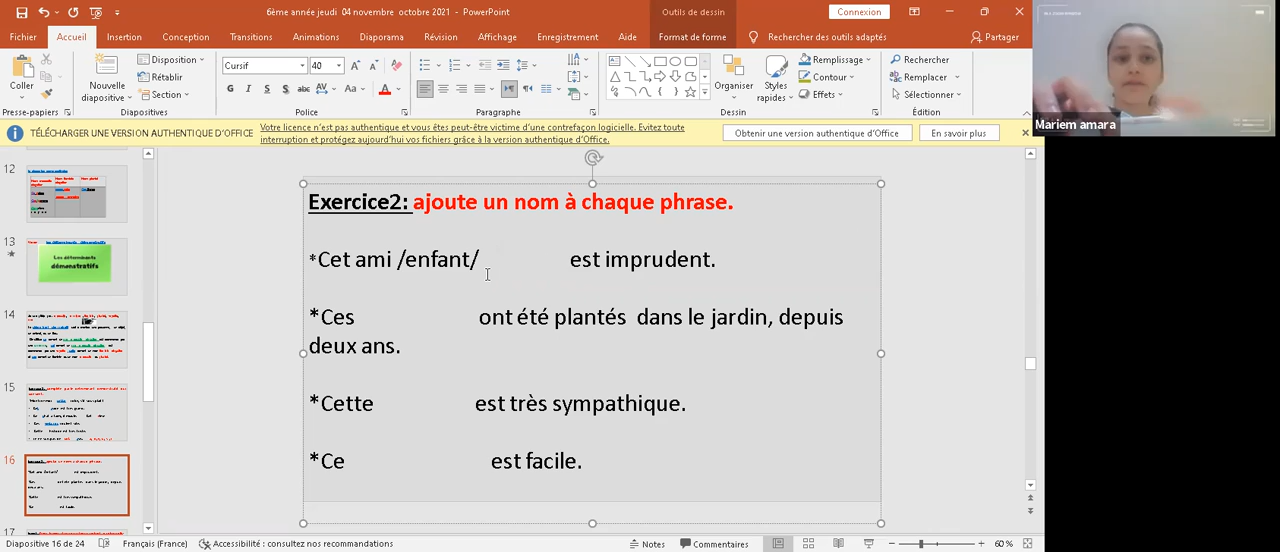 6ème année jeudi 04 novembre octobre 2021 - PowerPoint
Outils de dessin
Connexion
Fichier Accueil Insertion Conception Transitions Animations Diaporama Révision Affichage Enregistrement Aide Format de forme Rechercher des outils adaptés Partager
Coller
Nouvelle diapositive
Disposition
Rétablir
Section
Cursif 40
G I S S abc
Organiser
Styles rapides
Remplissage
Contour
Effets
Rechercher
Remplacer
Sélectionner
Presse-papiers Diapositives Police Paragraphe Dessin Édition
TÉLÉCHARGER UNE VERSION AUTHENTIQUE D'OFFICE
Votre licence n'est pas authentique et vous êtes peut-être victime d'une contrefaçon logicielle. Evitez toute
interruption et protégez aujourd'hui vos fichiers grâce à la version authentique d'Office.
Obtenir une version authentique d'Office
En savoir plus
Mariem amara
12
13
Les déterminants
démonstratifs
14
15
16
17
Exercice2: ajoute un nom à chaque phrase.
*Cet ami /enfant/ est imprudent.
*Ces ont été plantés dans le jardin, depuis
deux ans.
*Cette est très sympathique.
*Ce est facile.
Diapositive 16 de 24 Français (France) Accessibilité : consultez nos recommandations Notes Commentaires 60 %